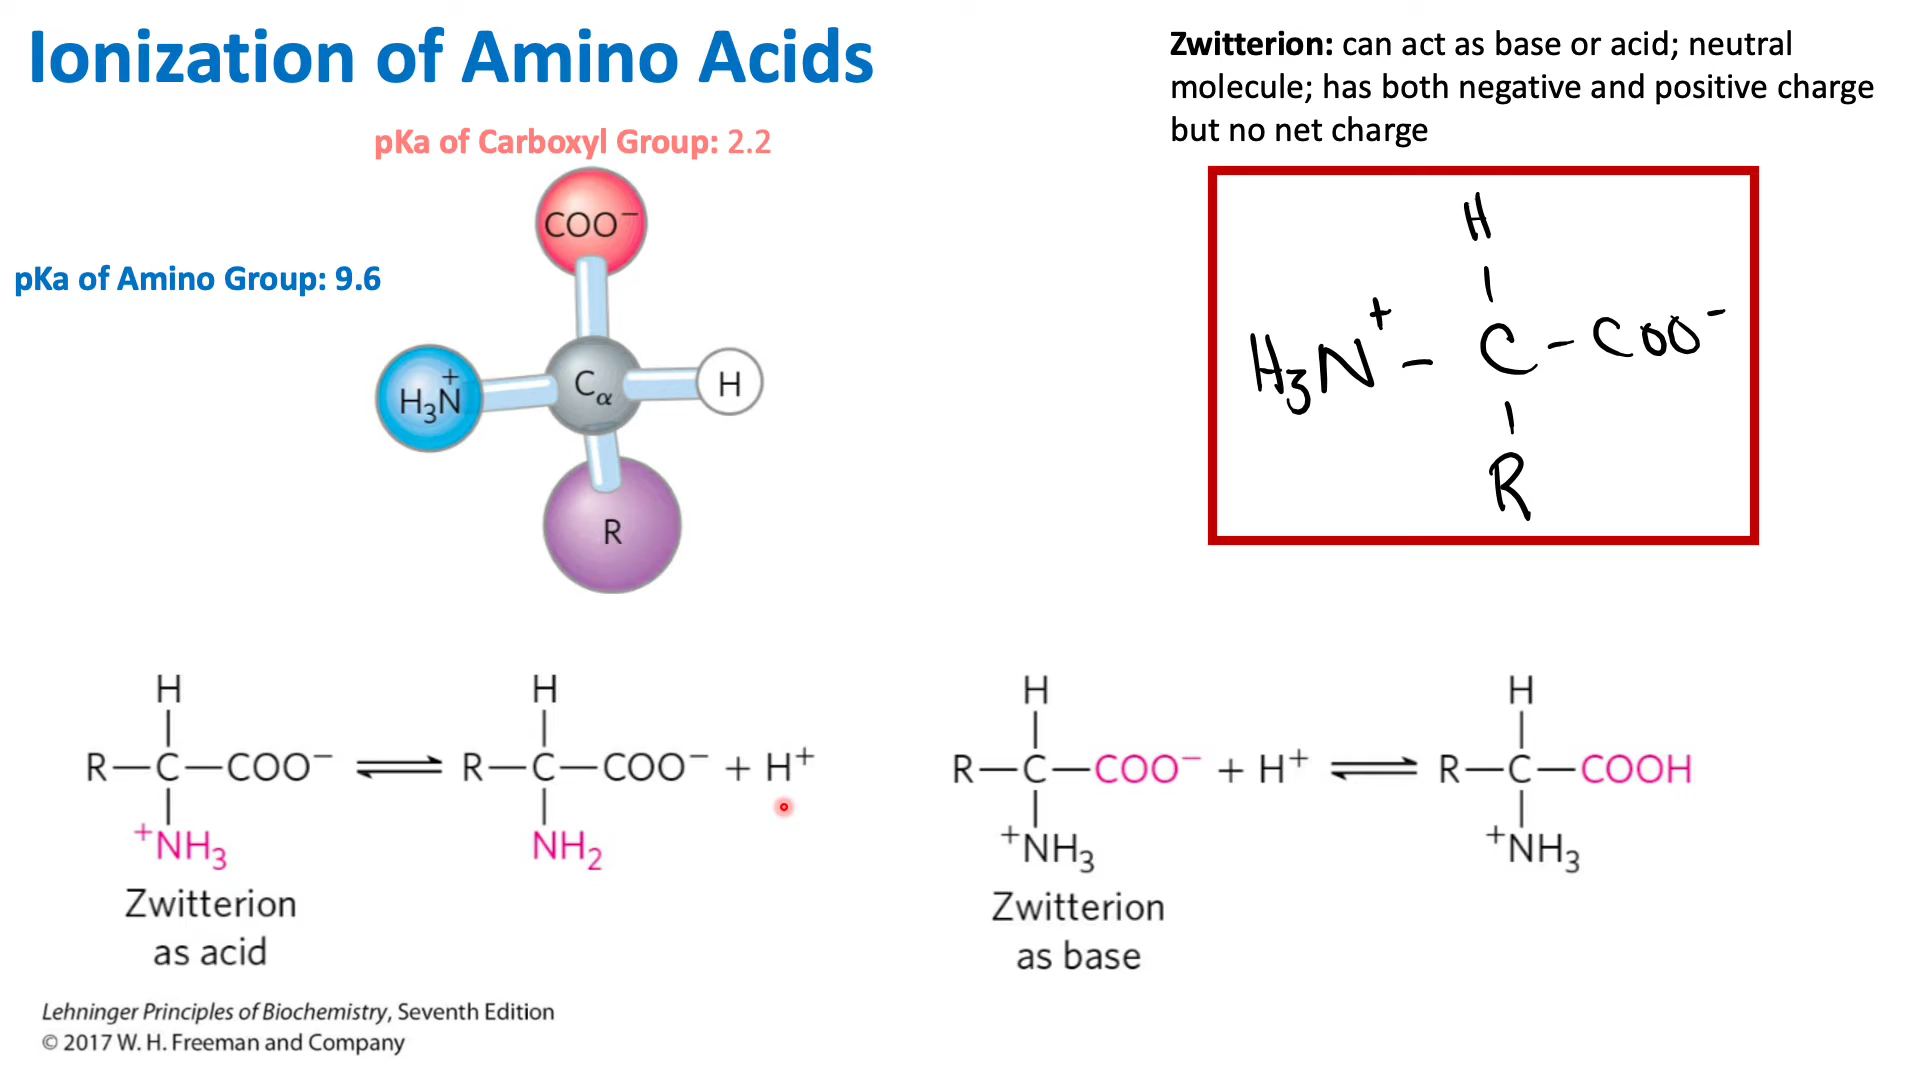 Ionization of Amino Acids
Zwitterion: can act as base or acid; neutral
molecule; has both negative and positive charge
but no net charge
pKa of Carboxyl Group: 2.2
COO⁻
pKa of Amino Group: 9.6
H₃N⁺
Cα
H
R
H
H₃N⁺ – C – COO⁻
R
H
R—C—COO⁻ ⇌ R—C—COO⁻ + H⁺
H
⁺NH₃
NH₂
Zwitterion
as acid
H
R—C—COO⁻ + H⁺ ⇌ R—C—COOH
H
⁺NH₃
⁺NH₃
Zwitterion
as base
Lehninger Principles of Biochemistry, Seventh Edition
© 2017 W. H. Freeman and Company